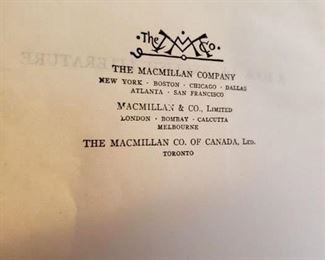 The M Co.
THE MACMILLAN COMPANY
NEW YORK · BOSTON · CHICAGO · DALLAS
ATLANTA · SAN FRANCISCO
MACMILLAN & CO., LIMITED
LONDON · BOMBAY · CALCUTTA
MELBOURNE
THE MACMILLAN CO. OF CANADA, LTD.
TORONTO